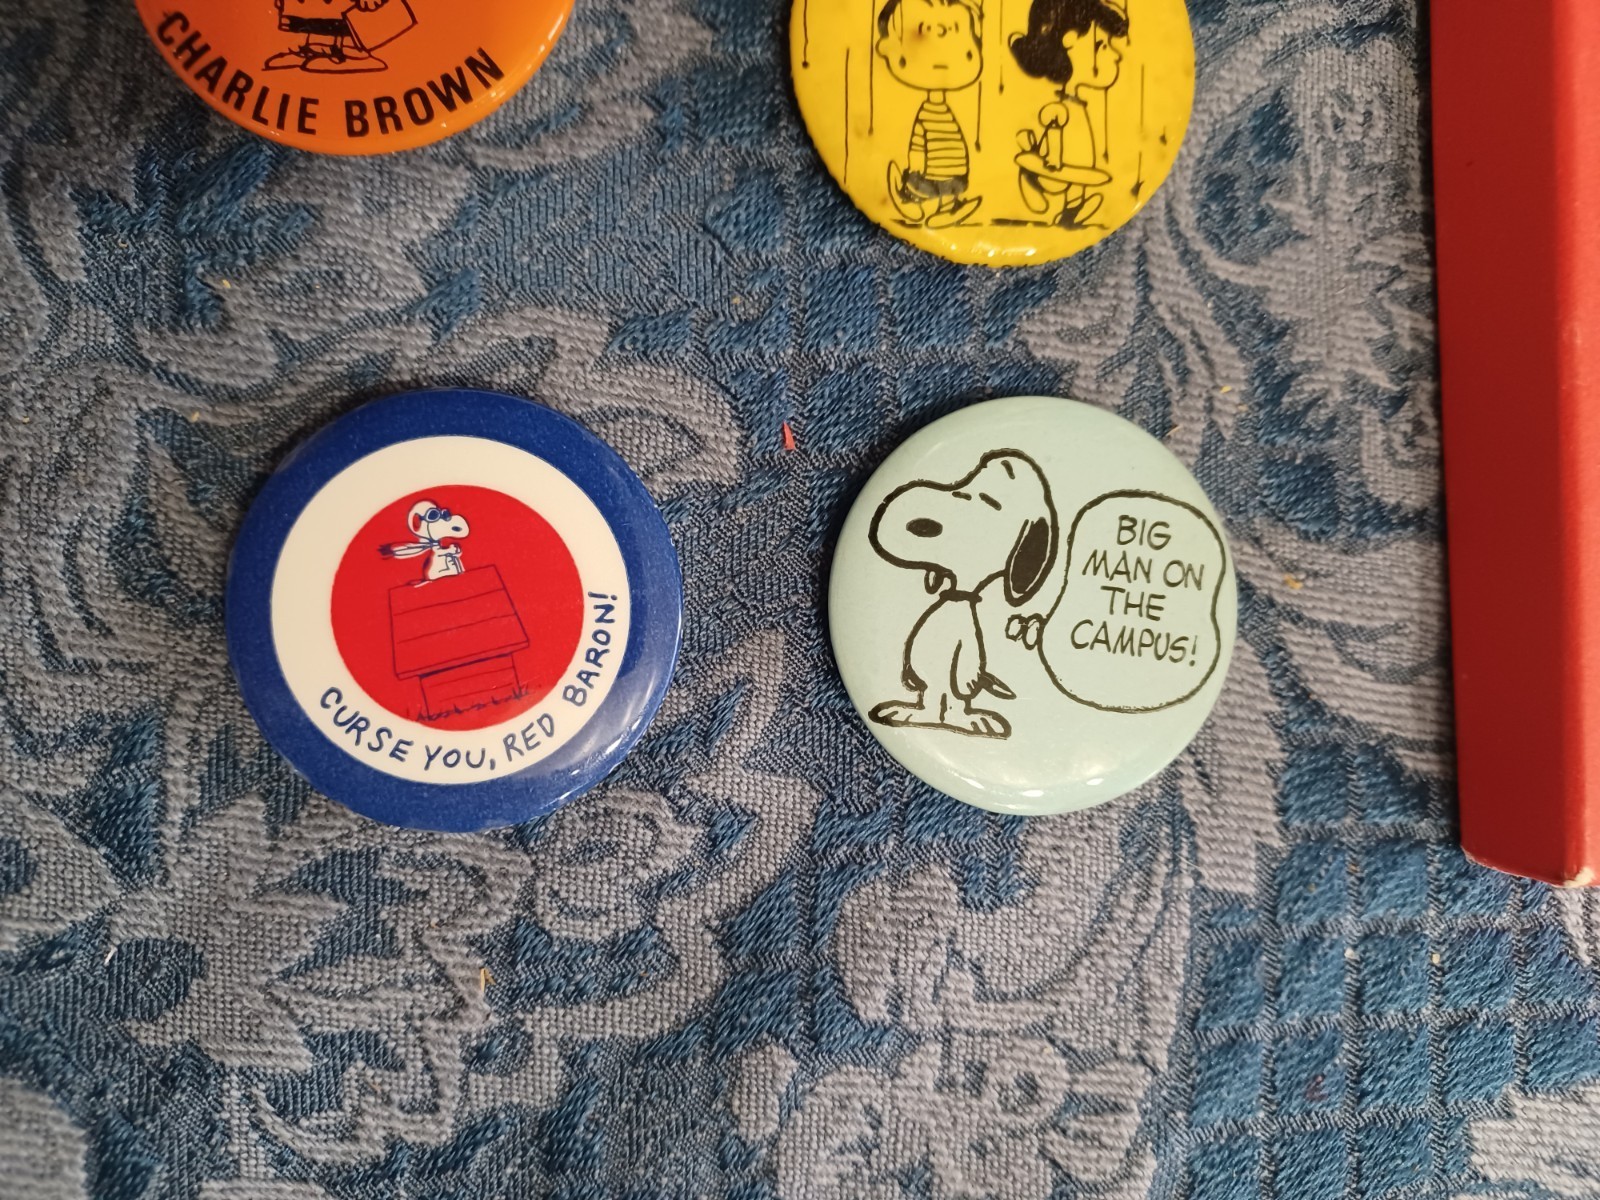 CHARLIE BROWN
CURSE YOU, RED BARON!
BIG
MAN ON
THE
CAMPUS!